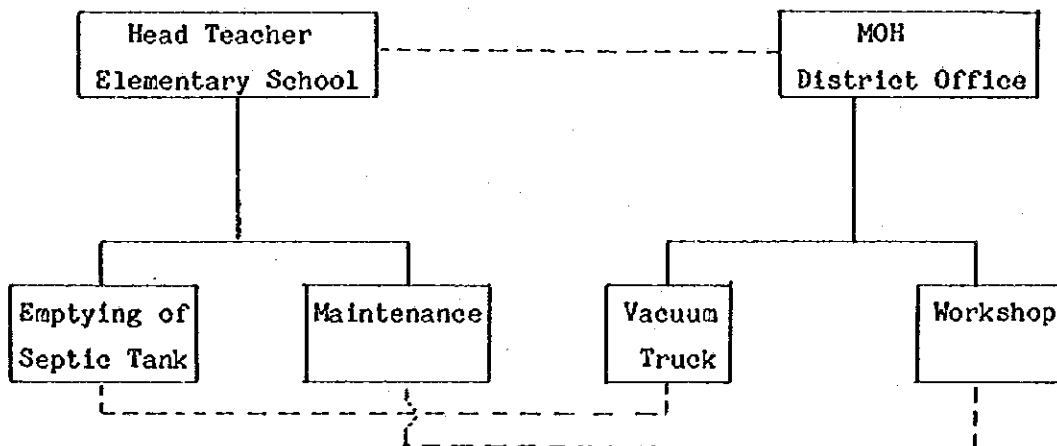 Head Teacher
Elementary School
MOH
District Office
Emptying of
Septic Tank
Maintenance
Vacuum
Truck
Workshop